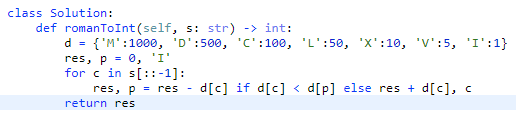 class Solution:
    def romanToInt(self, s: str) -> int:
        d = {'M':1000, 'D':500, 'C':100, 'L':50, 'X':10, 'V':5, 'I':1}
        res, p = 0, 'I'
        for c in s[::-1]:
            res, p = res - d[c] if d[c] < d[p] else res + d[c], c
        return res